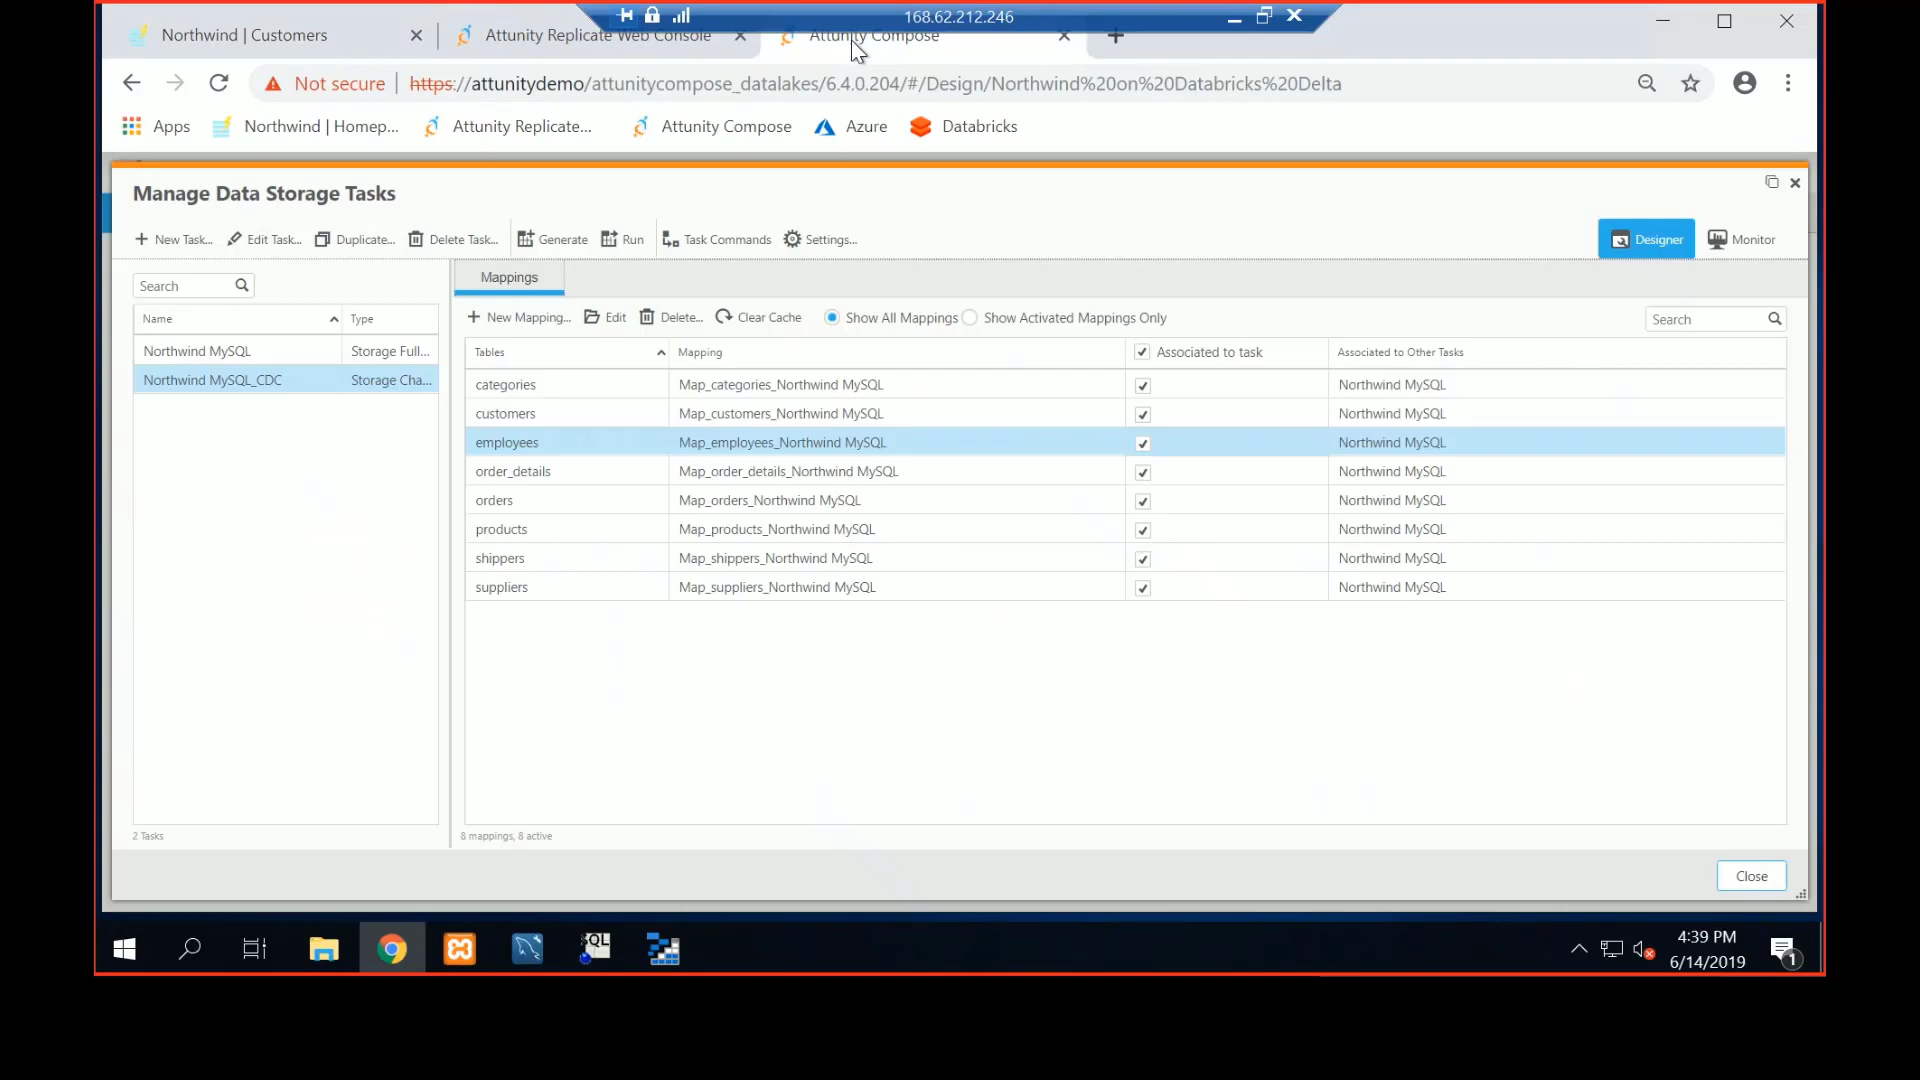 168.62.212.246
Northwind | Customers
Attunity Replicate Web Console
Attunity Compose
Not secure | https://attunitydemo/attunitycompose_datalakes/6.4.0.204/#/Design/Northwind%20on%20Databricks%20Delta
Apps
Northwind | Homep...
Attunity Replicate...
Attunity Compose
Azure
Databricks
Manage Data Storage Tasks
New Task... Edit Task... Duplicate... Delete Task... Generate Run Task Commands Settings... Designer Monitor
Search
Name Type
Northwind MySQL Storage Full...
Northwind MySQL_CDC Storage Cha...
2 Tasks
Mappings
New Mapping... Edit Delete... Clear Cache Show All Mappings Show Activated Mappings Only Search
Tables Mapping Associated to task Associated to Other Tasks
categories Map_categories_Northwind MySQL Northwind MySQL
customers Map_customers_Northwind MySQL Northwind MySQL
employees Map_employees_Northwind MySQL Northwind MySQL
order_details Map_order_details_Northwind MySQL Northwind MySQL
orders Map_orders_Northwind MySQL Northwind MySQL
products Map_products_Northwind MySQL Northwind MySQL
shippers Map_shippers_Northwind MySQL Northwind MySQL
suppliers Map_suppliers_Northwind MySQL Northwind MySQL
8 mappings, 8 active
Close
SQL
4:39 PM
6/14/2019
1